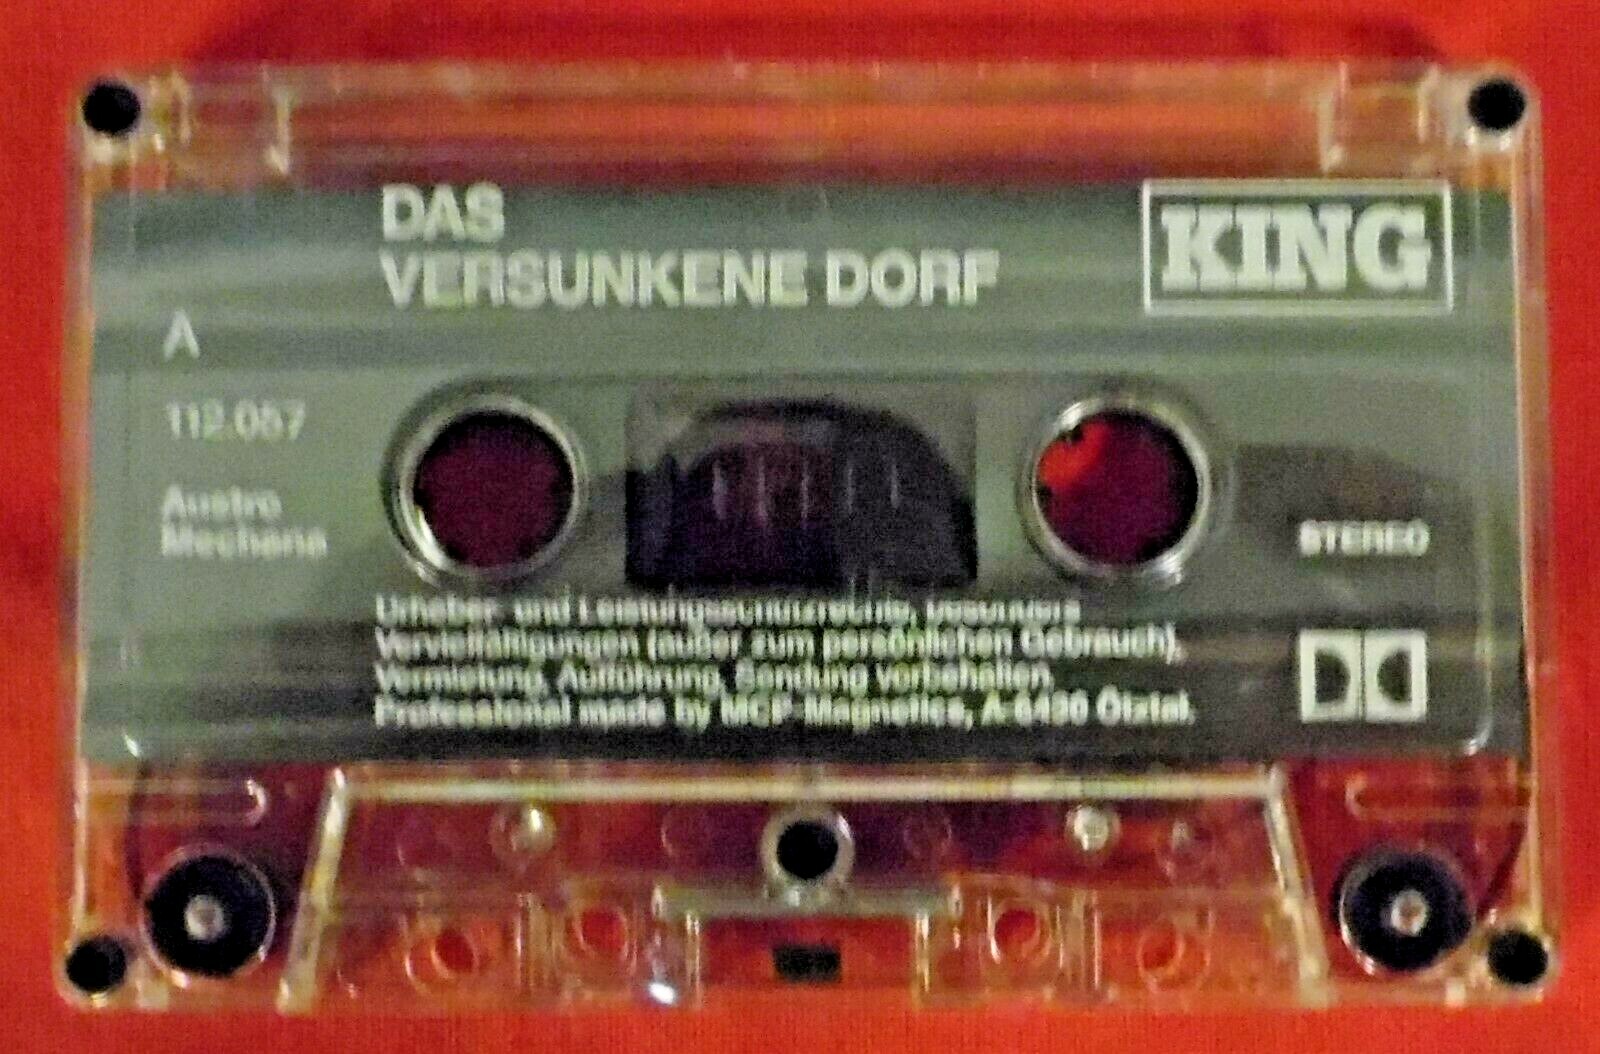 DAS
VERSUNKENE DORF
KING
A
112.057
Austro
Mechana
STEREO
Urheber- und Leistungsschutzrechte, besonders
Vervielfältigungen (außer zum persönlichen Gebrauch),
Vermietung, Aufführung, Sendung vorbehalten.
Professional made by MCP-Magnetics, A-6430 Ötztal.